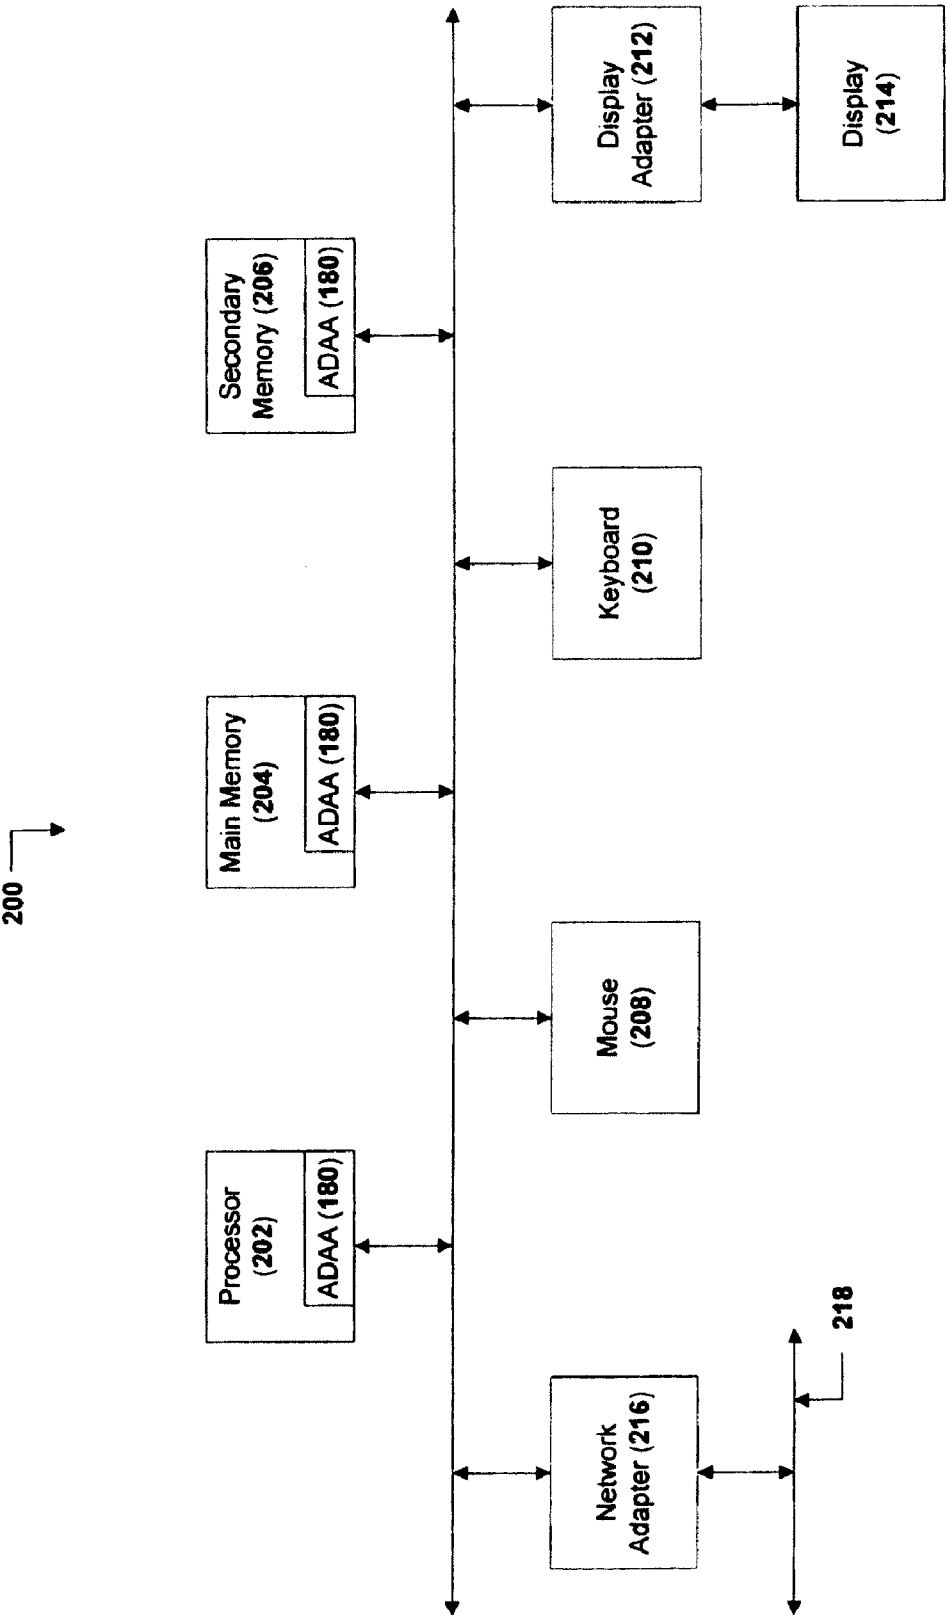 200
Processor
(202)
ADAA (180)
Main Memory
(204)
ADAA (180)
Secondary
Memory (206)
ADAA (180)
Network
Adapter (216)
Mouse
(208)
Keyboard
(210)
Display
Adapter (212)
218
Display
(214)